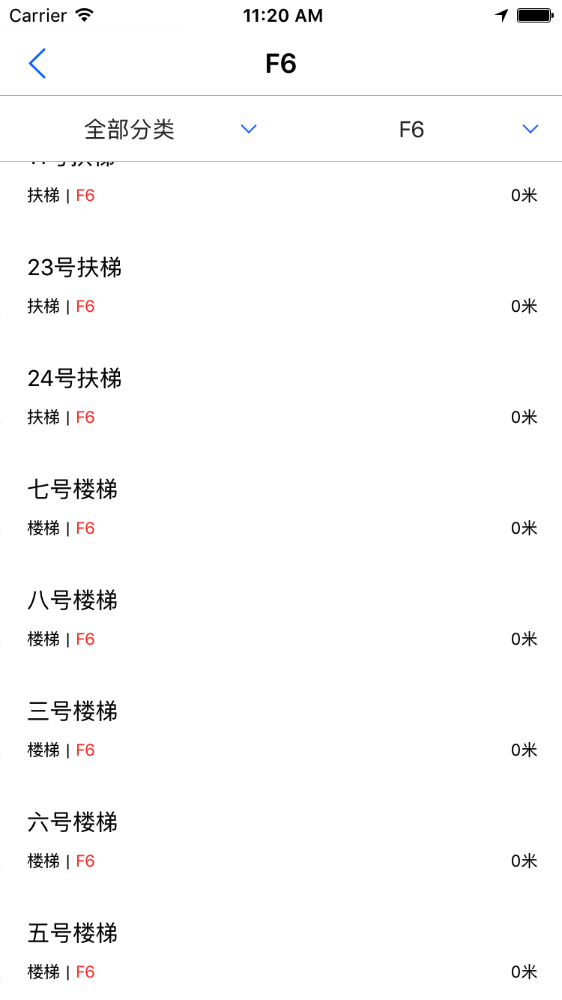 Carrier 11:20 AM
F6
全部分类 F6
扶梯 | F6 0米
23号扶梯
扶梯 | F6 0米
24号扶梯
扶梯 | F6 0米
七号楼梯
楼梯 | F6 0米
八号楼梯
楼梯 | F6 0米
三号楼梯
楼梯 | F6 0米
六号楼梯
楼梯 | F6 0米
五号楼梯
楼梯 | F6 0米